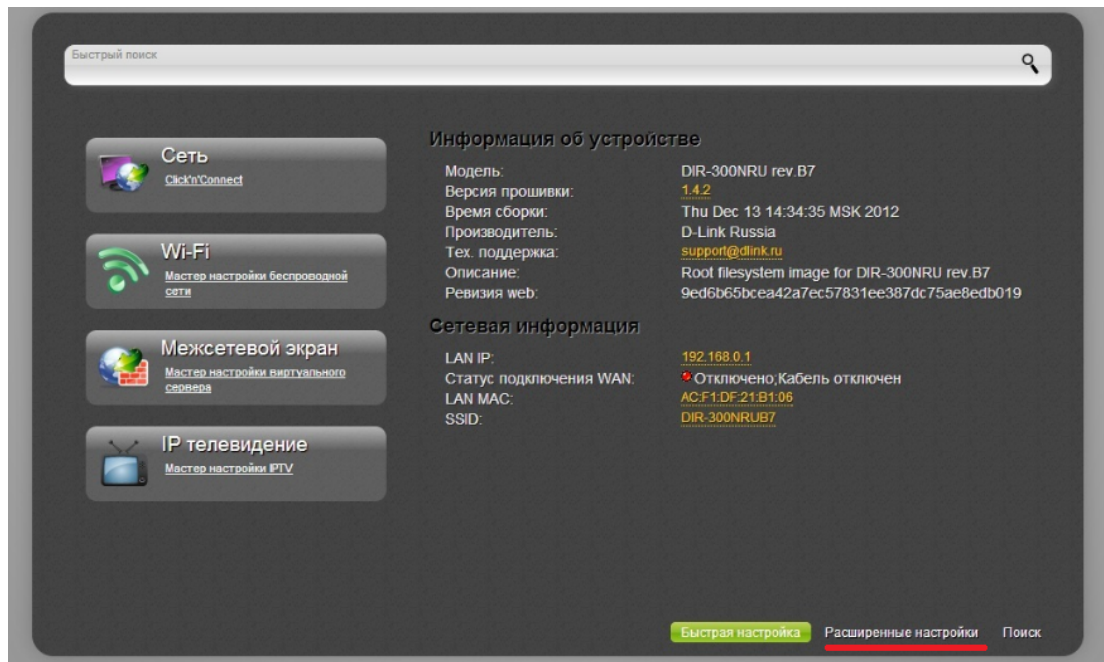 Быстрый поиск
Сеть
Click'n'Connect
Wi-Fi
Мастер настройки беспроводной
сети
Межсетевой экран
Мастер настройки виртуального
сервера
IP телевидение
Мастер настройки IPTV
Информация об устройстве
Модель: DIR-300NRU rev.B7
Версия прошивки: 1.4.2
Время сборки: Thu Dec 13 14:34:35 MSK 2012
Производитель: D-Link Russia
Тех. поддержка: support@dlink.ru
Описание: Root filesystem image for DIR-300NRU rev.B7
Ревизия web: 9ed6b65bcea42a7ec57831ee387dc75ae8edb019
Сетевая информация
LAN IP: 192.168.0.1
Статус подключения WAN: Отключено;Кабель отключен
LAN MAC: AC:F1:DF:21:B1:06
SSID: DIR-300NRUB7
Быстрая настройка Расширенные настройки Поиск